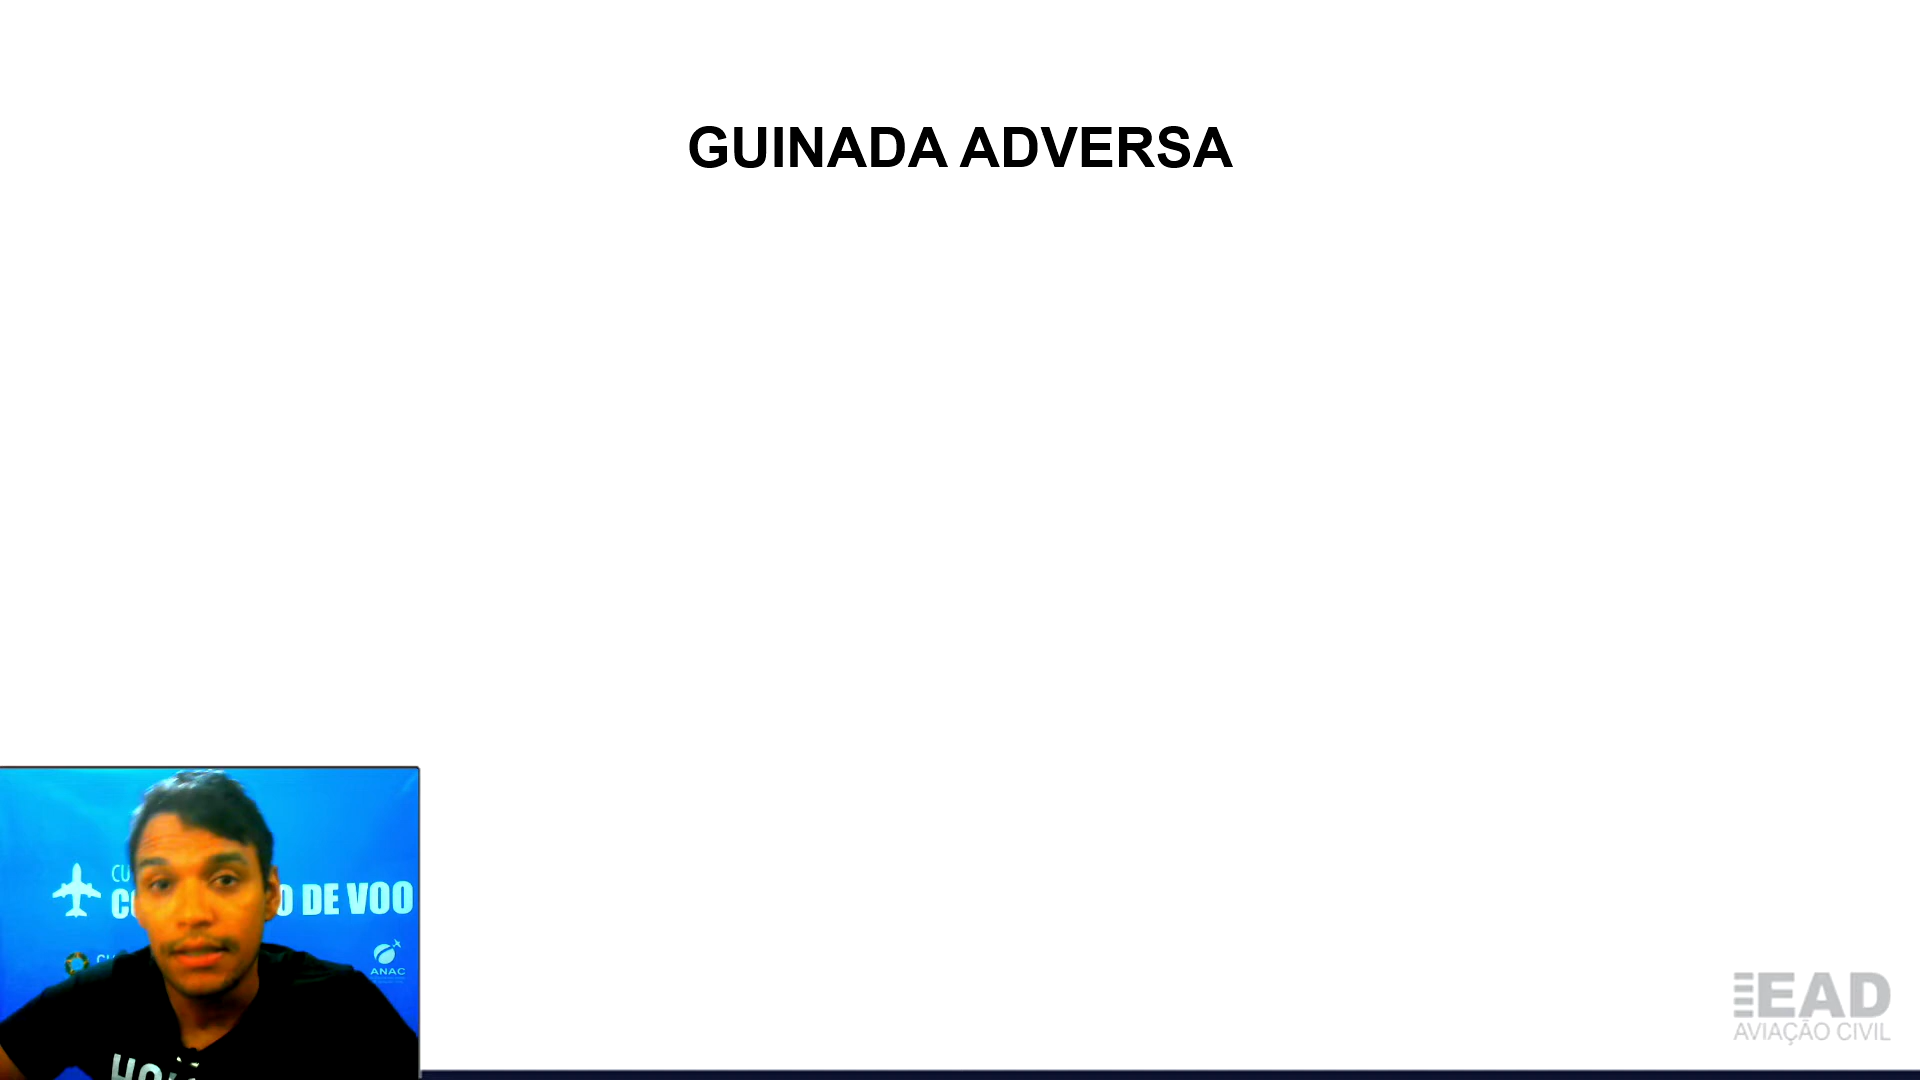 GUINADA ADVERSA
DE VOO
ANAC
EAD
AVIAÇÃO CIVIL